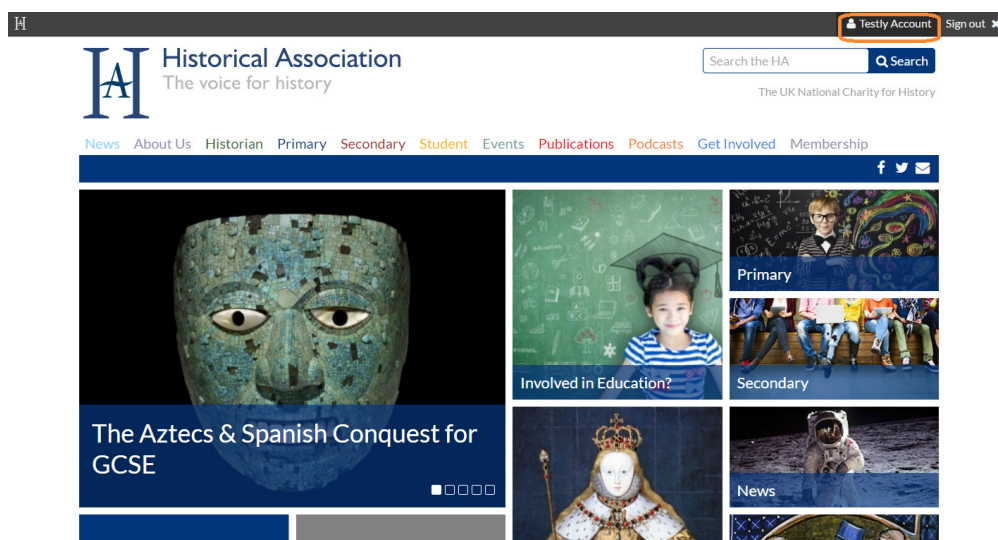 HA
Testly Account Sign out
HA
Historical Association
The voice for history
Search the HA
Search
The UK National Charity for History
News About Us Historian Primary Secondary Student Events Publications Podcasts Get Involved Membership
The Aztecs & Spanish Conquest for
GCSE
Involved in Education?
Primary
Secondary
News